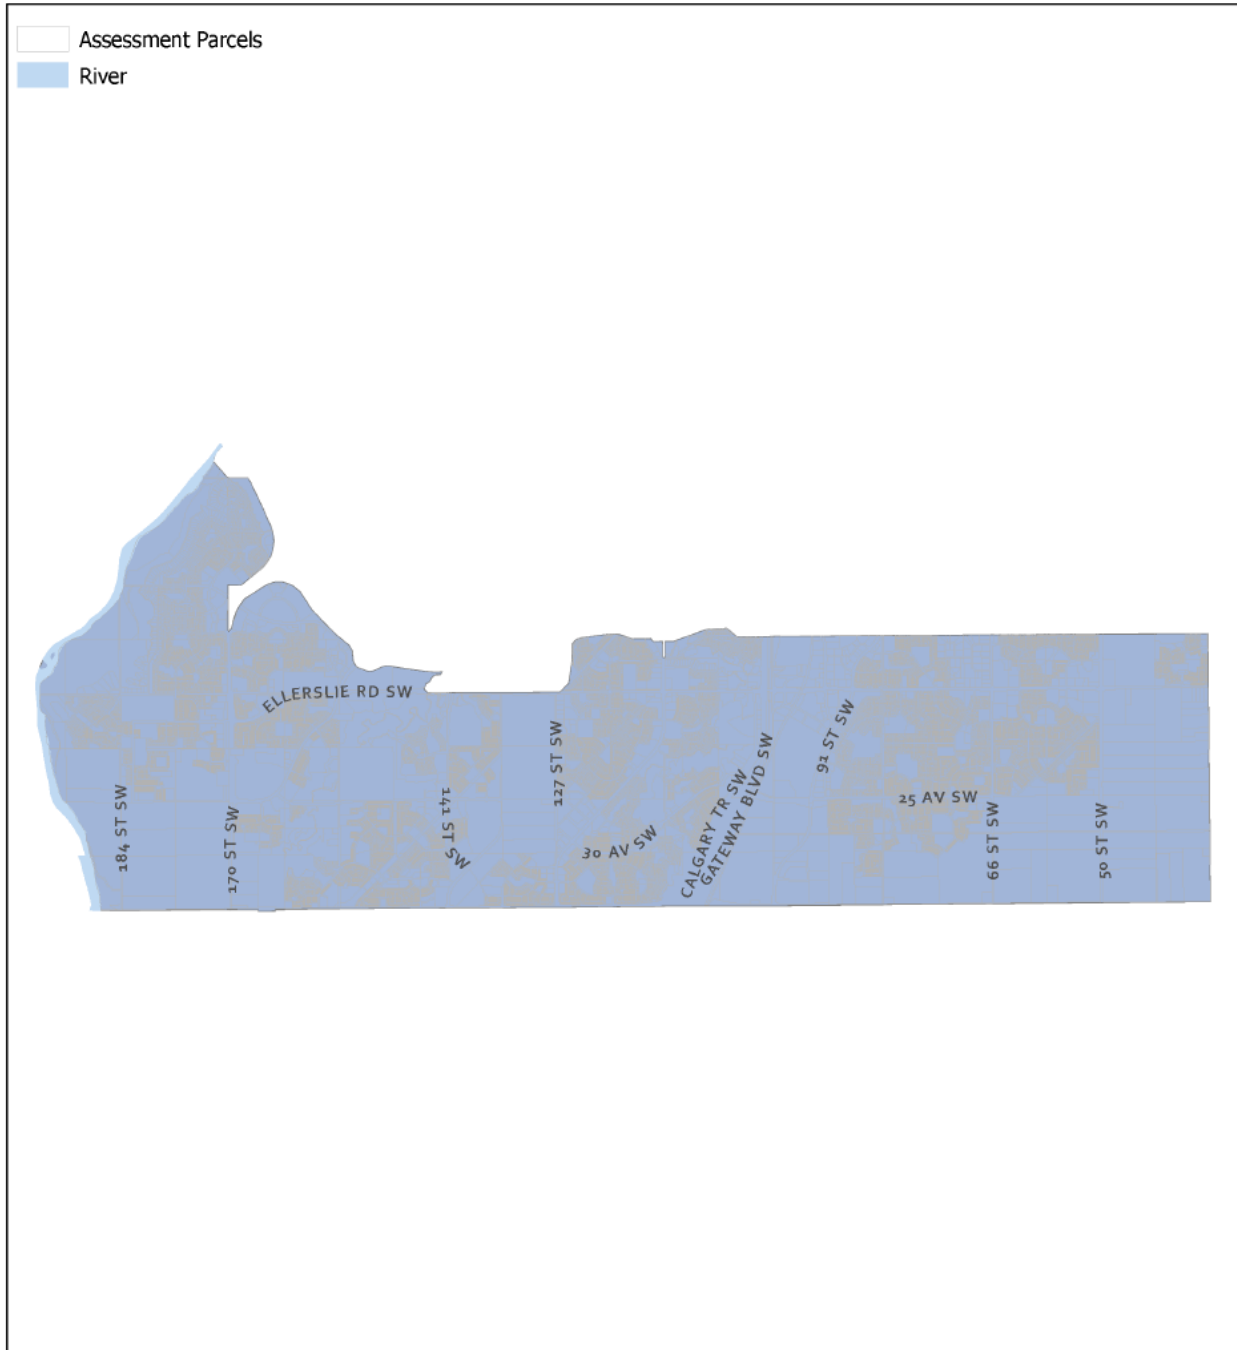 Assessment Parcels
River
ELLERSLIE RD SW
184 ST SW
170 ST SW
141 ST SW
127 ST SW
30 AV SW
CALGARY TR SW
GATEWAY BLVD SW
91 ST SW
25 AV SW
66 ST SW
50 ST SW